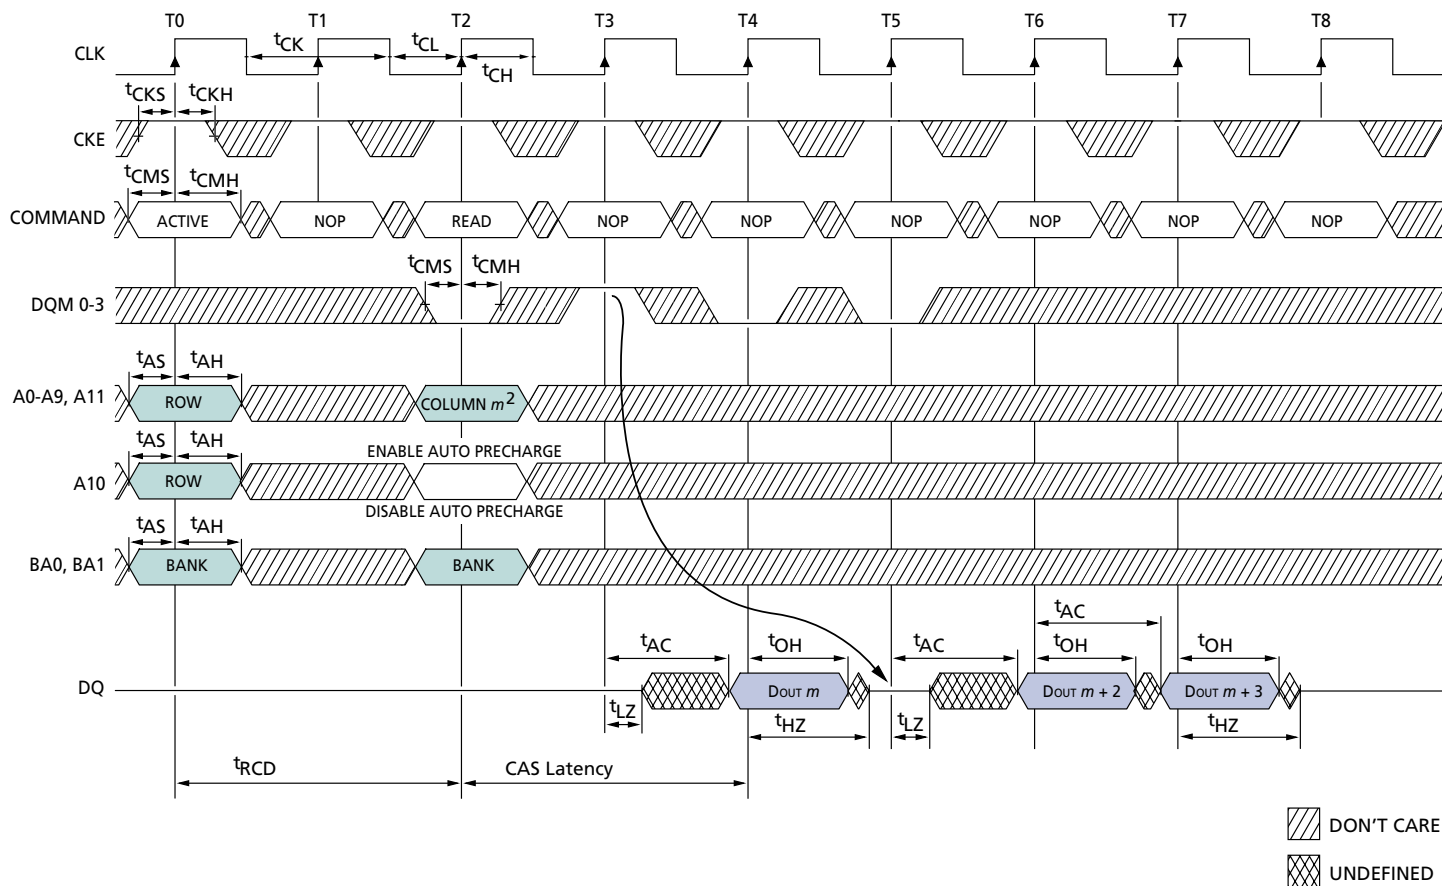 T0 T1 T2 T3 T4 T5 T6 T7 T8
CLK tCK tCL tCH
tCKS tCKH
CKE
tCMS tCMH
COMMAND ACTIVE NOP READ NOP NOP NOP NOP NOP NOP
tCMS tCMH
DQM 0-3
tAS tAH
A0-A9, A11 ROW COLUMN m2
tAS tAH ENABLE AUTO PRECHARGE
A10 ROW
DISABLE AUTO PRECHARGE
tAS tAH
BA0, BA1 BANK BANK
tAC
tAC tOH tAC tOH tOH
DQ DOUT m DOUT m + 2 DOUT m + 3
tLZ tHZ tLZ tHZ
tRCD CAS Latency
DON'T CARE
UNDEFINED